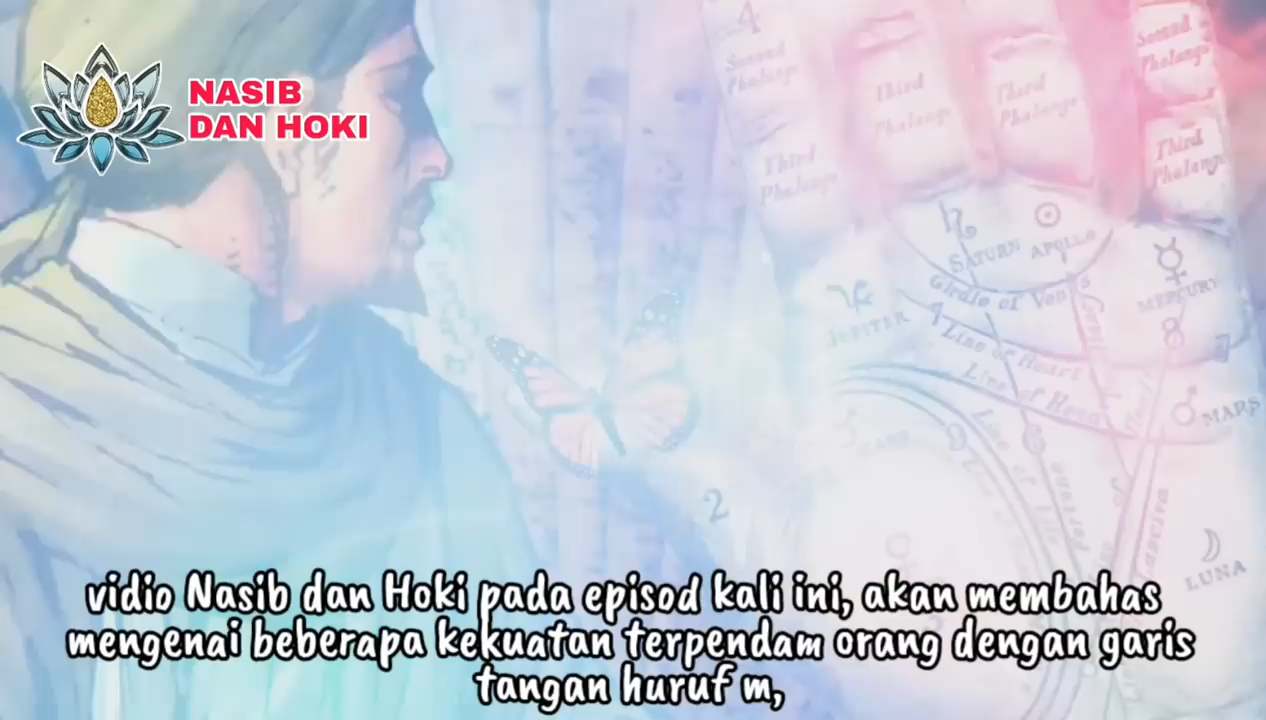 NASIB
DAN HOKI
A
Second
Phalange
Third
Phalange
Third
Phalange
Third
Phalange
Second
Phalange
Third
Phalange
SATURN
APOLLO
MERCURY
JUPITER
Girdle of Venus
Line of Heart
Line of Head
MARS
2
LUNA
vidio Nasib dan Hoki pada episod kali ini, akan membahas
mengenai beberapa kekuatan terpendam orang dengan garis
tangan huruf m,